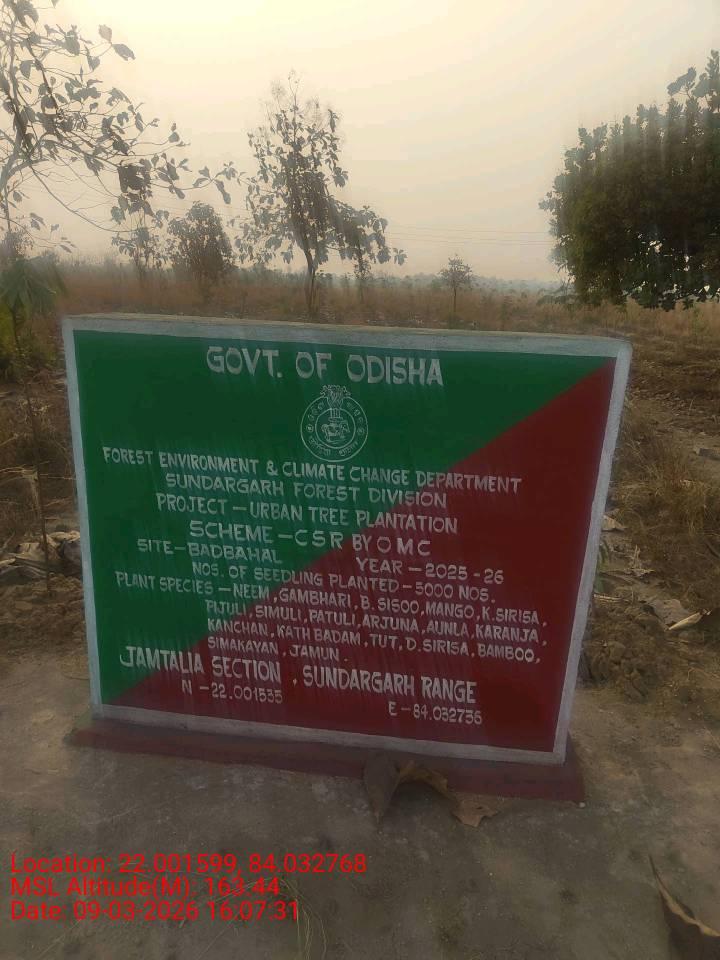 GOVT. OF ODISHA
FOREST ENVIRONMENT & CLIMATE CHANGE DEPARTMENT
SUNDARGARH FOREST DIVISION
PROJECT - URBAN TREE PLANTATION
SCHEME - CSR BY OMC
SITE - BADBAHAL YEAR - 2025-26
NOS. OF SEEDLING PLANTED - 5000 NOS.
PLANT SPECIES - NEEM, GAMBHARI, B. SISOO, MANGO, K. SIRISA,
PIJULI, SIMULI, PATULI, ARJUNA, AUNLA, KARANJA,
KANCHAN, KATH BADAM, TUT, D. SIRISA, BAMBOO,
SIMAKAYAN, JAMUN.
JAMTALIA SECTION, SUNDARGARH RANGE
N - 22.001535 E - 84.032736
Location: 22.001599, 84.032768
MSL Altitude(M): 163.44
Date: 09-03-2026 16:07:31